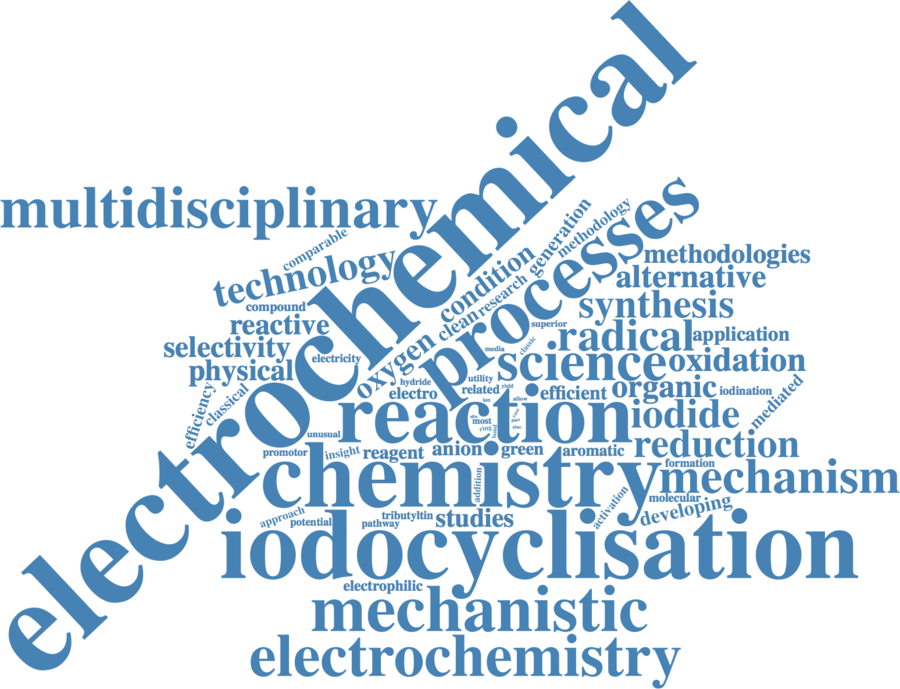 electrochemical
multidisciplinary
comparable
generation
methodology
processes
technology
condition
methodologies
alternative
compound
clean
research
synthesis
reactive
superior
radical
application
selectivity
electricity
oxygen
media
classic
science
oxidation
physical
hydride
utility
related
yield
electro
efficient
organic
iodination
mediated
efficiency
classical
ion
allow
reaction
most
ring
part
iodide
unusual
promotor
insight
reagent
anion
green
aromatic
reduction
chemistry
addition
formation
mechanism
molecular
activation
developing
approach
potential
pathway
tributyltin
studies
iodocyclisation
electrophilic
mechanistic
electrochemistry